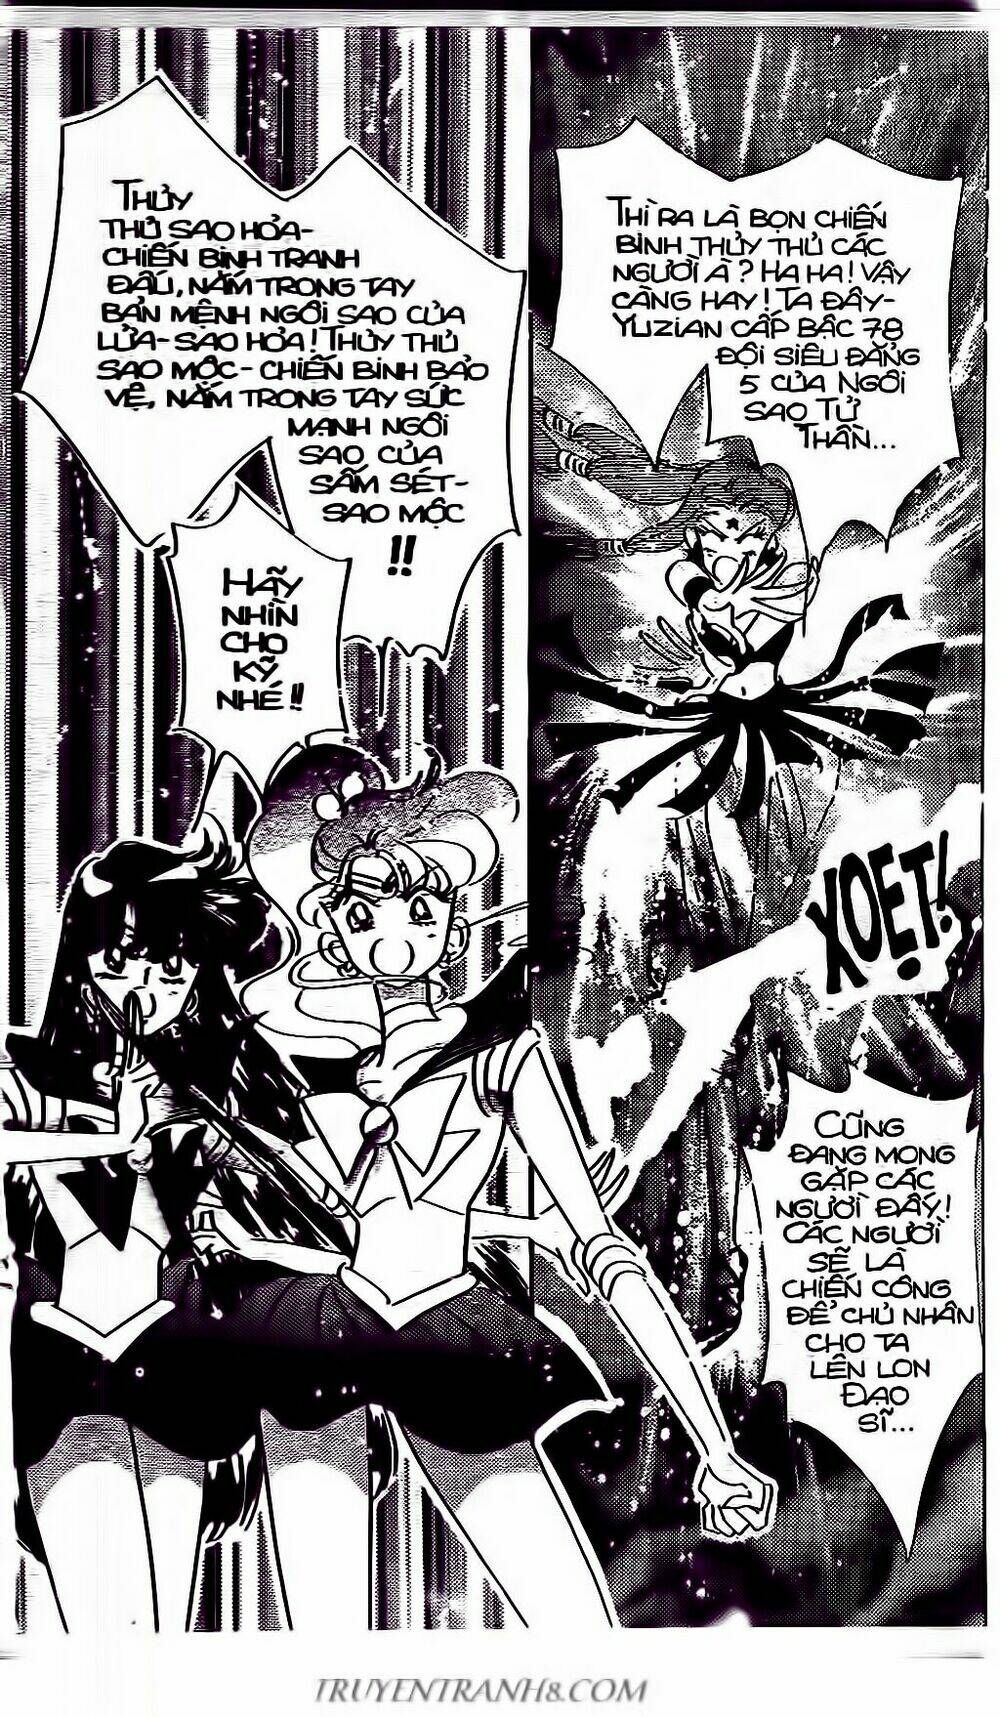 THỦY
THỦ SAO HỎA-
CHIẾN BINH TRANH
ĐẤU, NẮM TRONG TAY
BẢN MỆNH NGÔI SAO CỦA
LỬA-SAO HỎA! THỦY THỦ
SAO MỘC-CHIẾN BINH BẢO
VỆ, NẮM TRONG TAY SỨC
MẠNH NGÔI
SAO CỦA
SẤM SÉT-
SAO MỘC
!!
HÃY
NHÌN
CHO
KỸ
NHÉ!!
THÌ RA LÀ BỌN CHIẾN
BINH THỦY THỦ CÁC
NGƯƠI À? HA HA! VẬY
CÀNG HAY! TA ĐÂY-
YUZIAN CẤP BẬC 78
ĐỘI SIÊU ĐẲNG
5 CỦA NGÔI
SAO TỬ
THẦN...
XOẸT!
CŨNG
ĐANG MONG
GẶP CÁC
NGƯƠI ĐẤY!
CÁC NGƯƠI
SẼ LÀ
CHIẾN CÔNG
ĐỂ CHỦ NHÂN
CHO TA
LÊN LON
ĐẠO
SĨ...
TRUYENTRANH8.COM